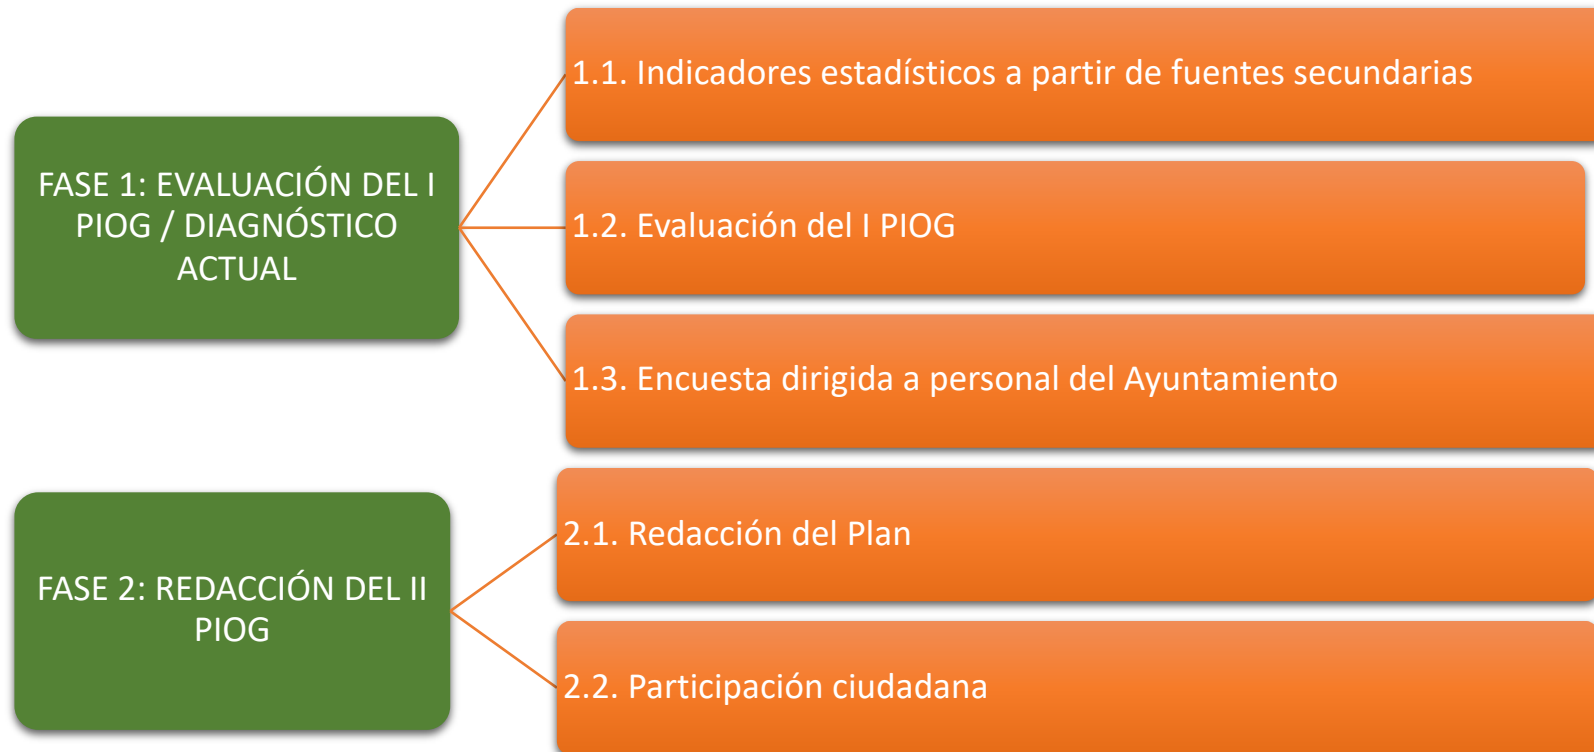 FASE 1: EVALUACIÓN DEL I
PIOG / DIAGNÓSTICO
ACTUAL
1.1. Indicadores estadísticos a partir de fuentes secundarias
1.2. Evaluación del I PIOG
1.3. Encuesta dirigida a personal del Ayuntamiento
FASE 2: REDACCIÓN DEL II
PIOG
2.1. Redacción del Plan
2.2. Participación ciudadana